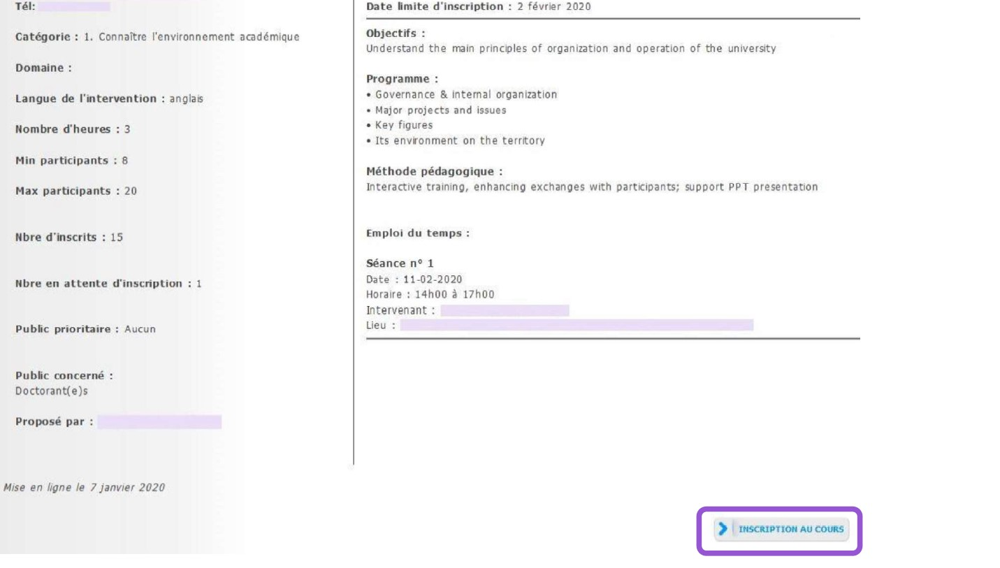 Tél:
Catégorie : 1. Connaître l'environnement académique
Domaine :
Langue de l'intervention : anglais
Nombre d'heures : 3
Min participants : 8
Max participants : 20
Nbre d'inscrits : 15
Nbre en attente d'inscription : 1
Public prioritaire : Aucun
Public concerné :
Doctorant(e)s
Proposé par :
Mise en ligne le 7 janvier 2020
Date limite d'inscription : 2 février 2020
Objectifs :
Understand the main principles of organization and operation of the university
Programme :
• Governance & internal organization
• Major projects and issues
• Key figures
• Its environment on the territory
Méthode pédagogique :
Interactive training, enhancing exchanges with participants; support PPT presentation
Emploi du temps :
Séance n° 1
Date : 11-02-2020
Horaire : 14h00 à 17h00
Intervenant :
Lieu :
INSCRIPTION AU COURS